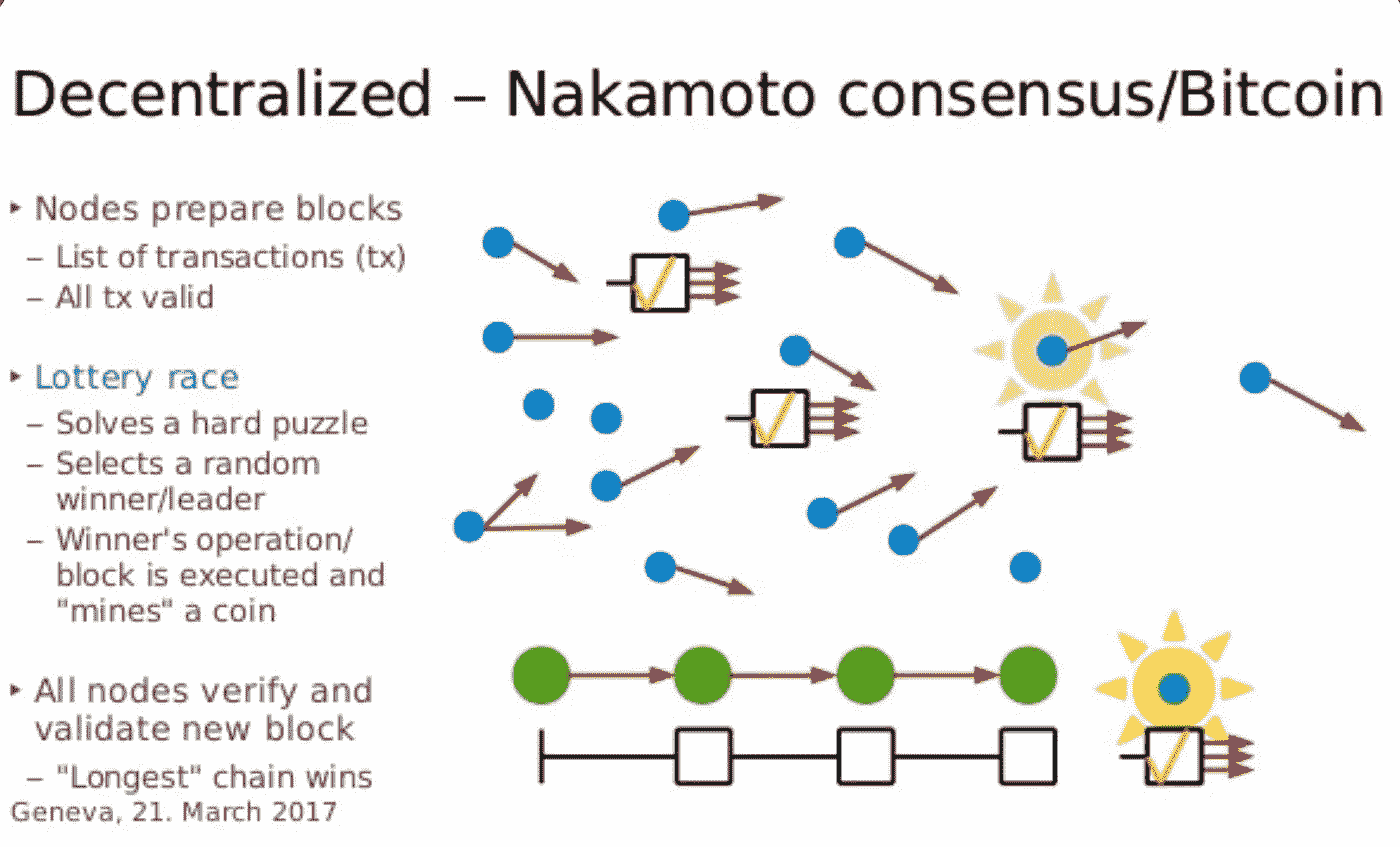 Decentralized – Nakamoto consensus/Bitcoin
‣ Nodes prepare blocks
– List of transactions (tx)
– All tx valid
‣ Lottery race
– Solves a hard puzzle
– Selects a random
winner/leader
– Winner's operation/
block is executed and
"mines" a coin
‣ All nodes verify and
validate new block
– "Longest" chain wins
Geneva, 21. March 2017